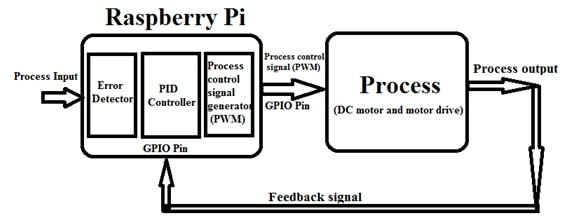 Raspberry Pi
Process Input
Error
Detector
PID
Controller
Process
control
signal
generator
(PWM)
GPIO Pin
Process control
signal (PWM)
GPIO Pin
Process
(DC motor and motor drive)
Process output
Feedback signal